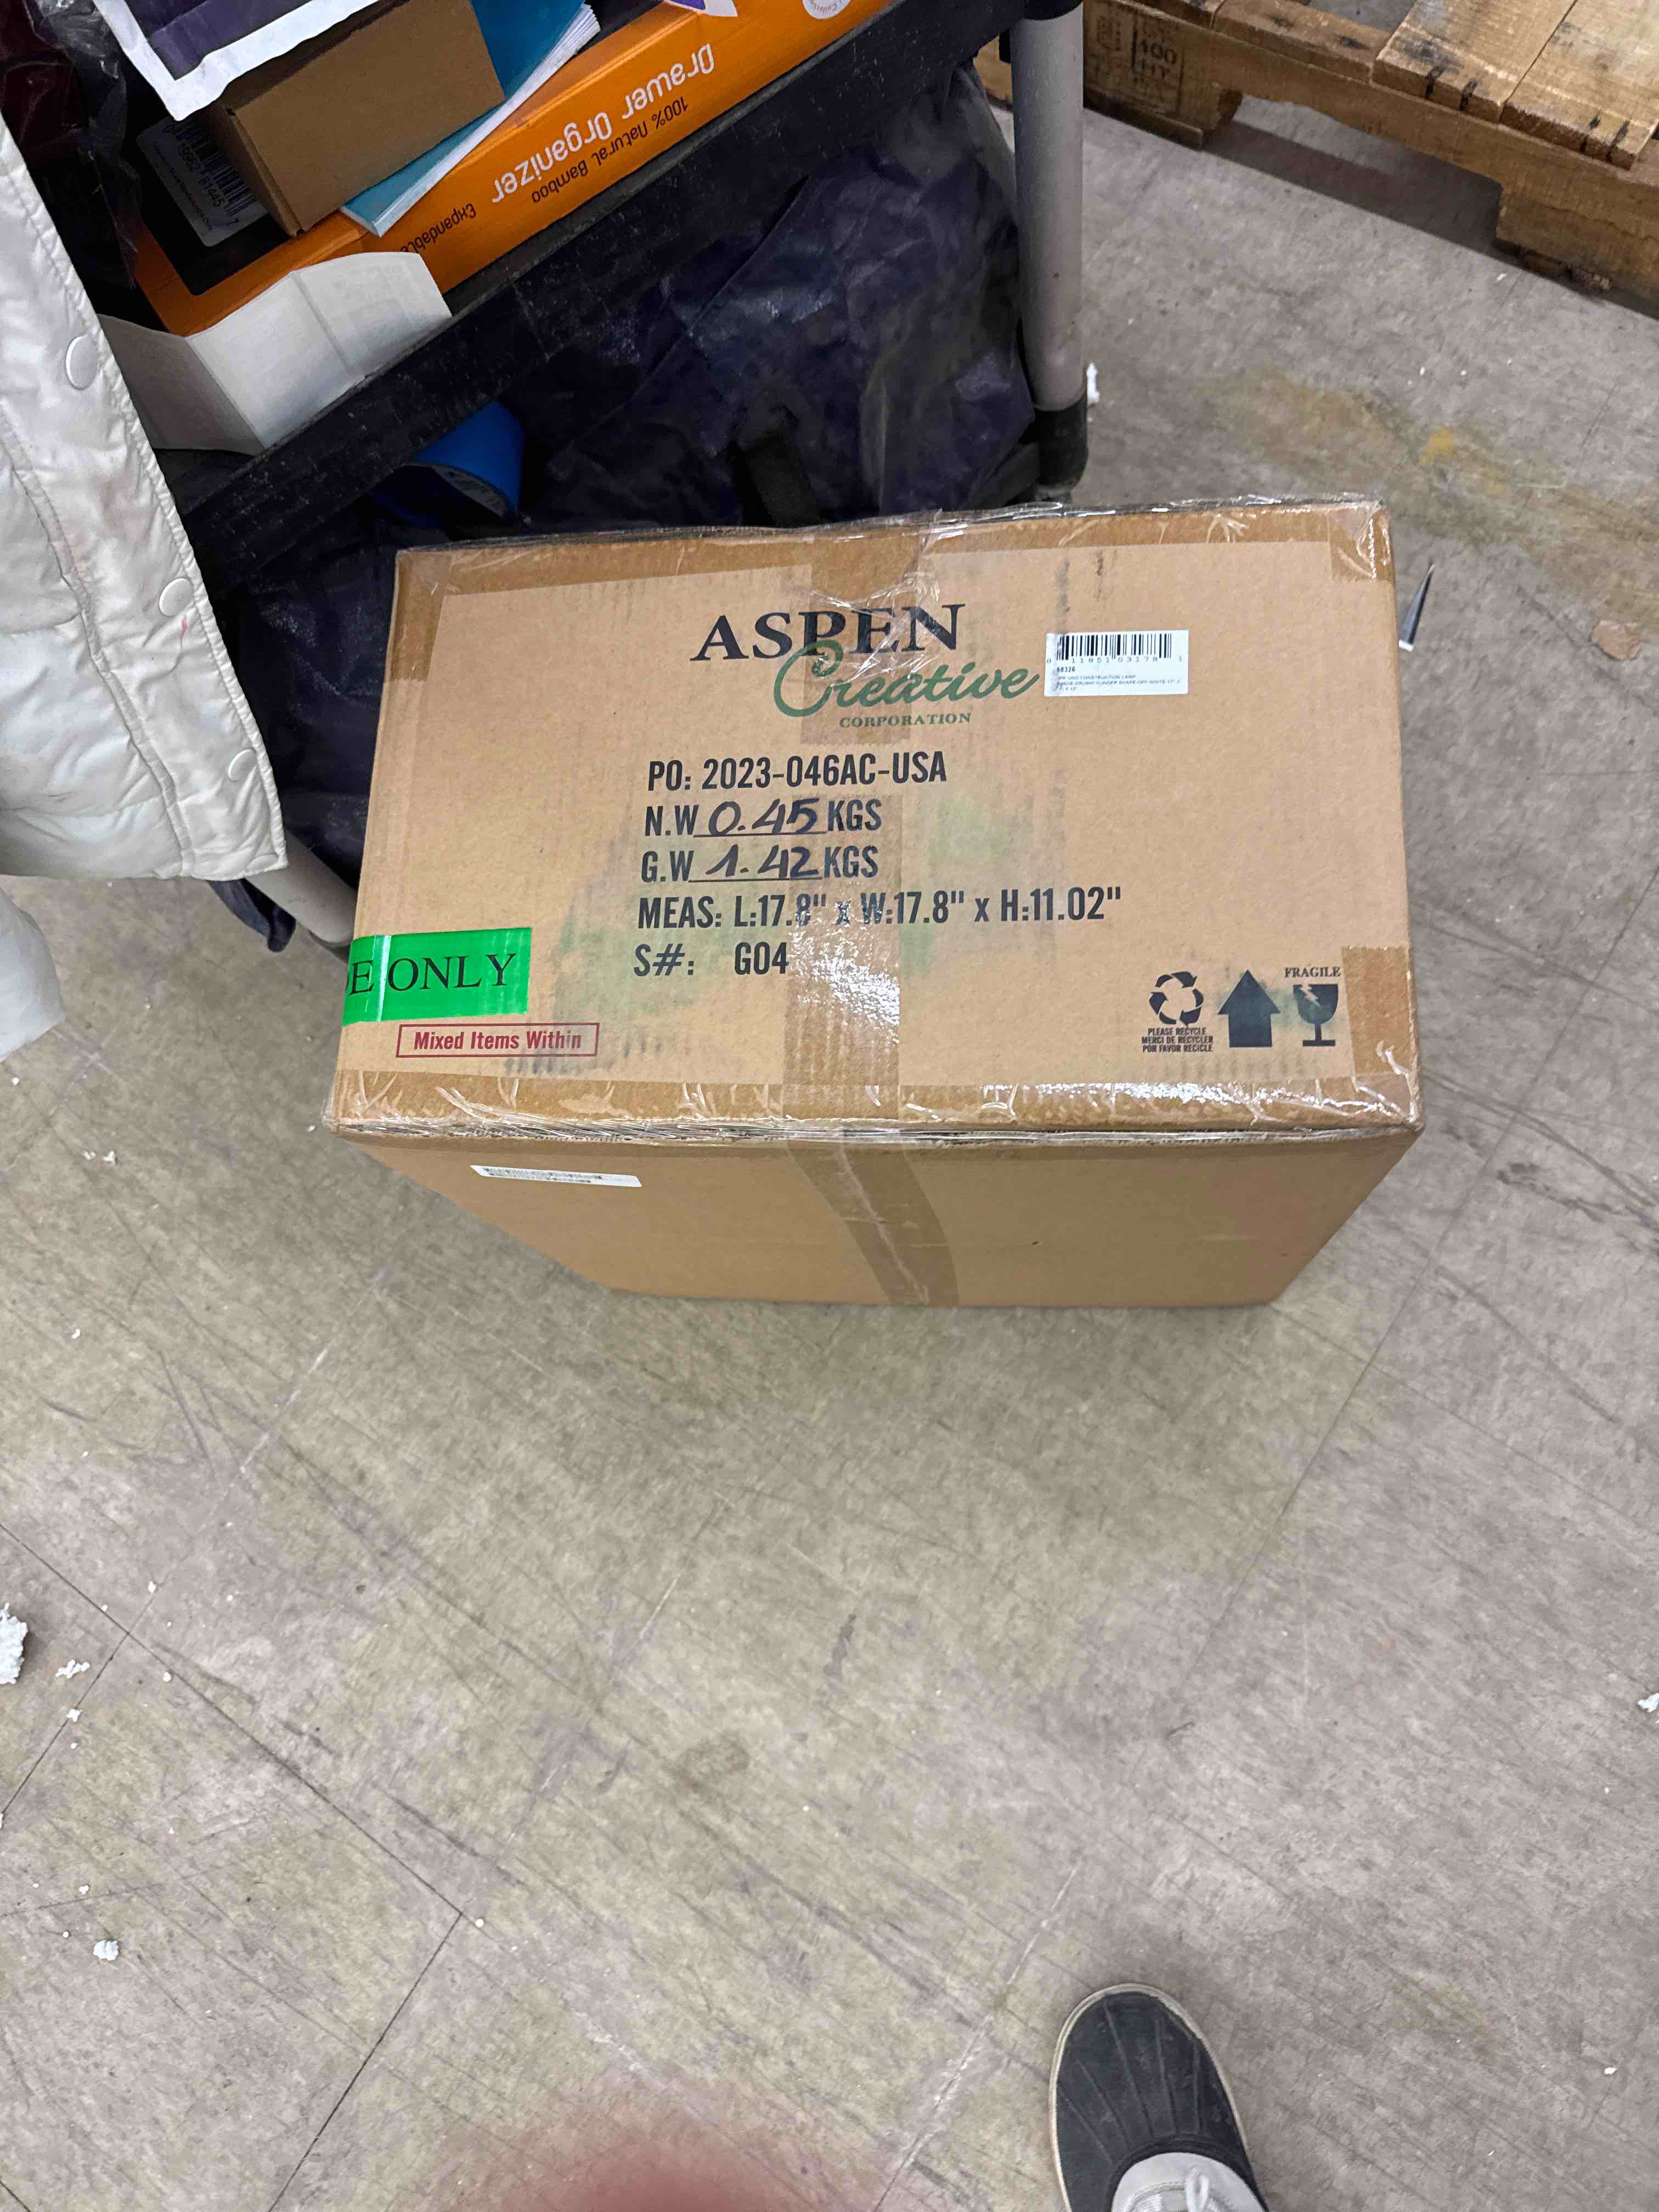 Drawer Organizer
100% Natural Bamboo
Expandable
ASPEN
Creative
CORPORATION
58326
PO: 2023-046AC-USA
N.W 0.45 KGS
G.W 1.42 KGS
MEAS: L:17.8" x W:17.8" x H:11.02"
S#: G04
E ONLY
Mixed Items Within
FRAGILE
PLEASE RECYCLE
MERCI DE RECYCLER
POR FAVOR RECICLE